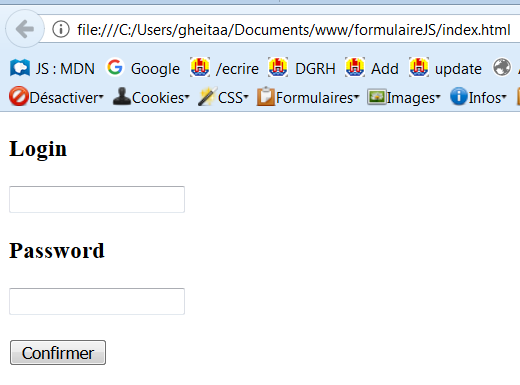 file:///C:/Users/gheitaa/Documents/www/formulaireJS/index.html
JS : MDN Google /ecrire DGRH Add update
Désactiver Cookies CSS Formulaires Images Infos
Login
Password
Confirmer